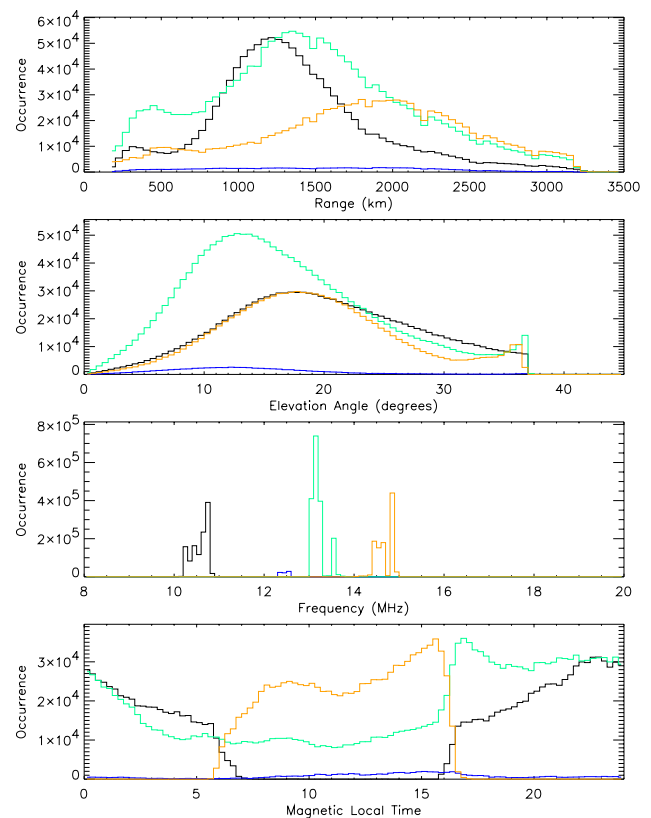 6×10⁴
5×10⁴
4×10⁴
3×10⁴
2×10⁴
1×10⁴
0
Occurrence
0 500 1000 1500 2000 2500 3000 3500
Range (km)
5×10⁴
4×10⁴
3×10⁴
2×10⁴
1×10⁴
0
Occurrence
0 10 20 30 40
Elevation Angle (degrees)
8×10⁵
6×10⁵
4×10⁵
2×10⁵
0
Occurrence
8 10 12 14 16 18 20
Frequency (MHz)
3×10⁴
2×10⁴
1×10⁴
0
Occurrence
0 5 10 15 20
Magnetic Local Time